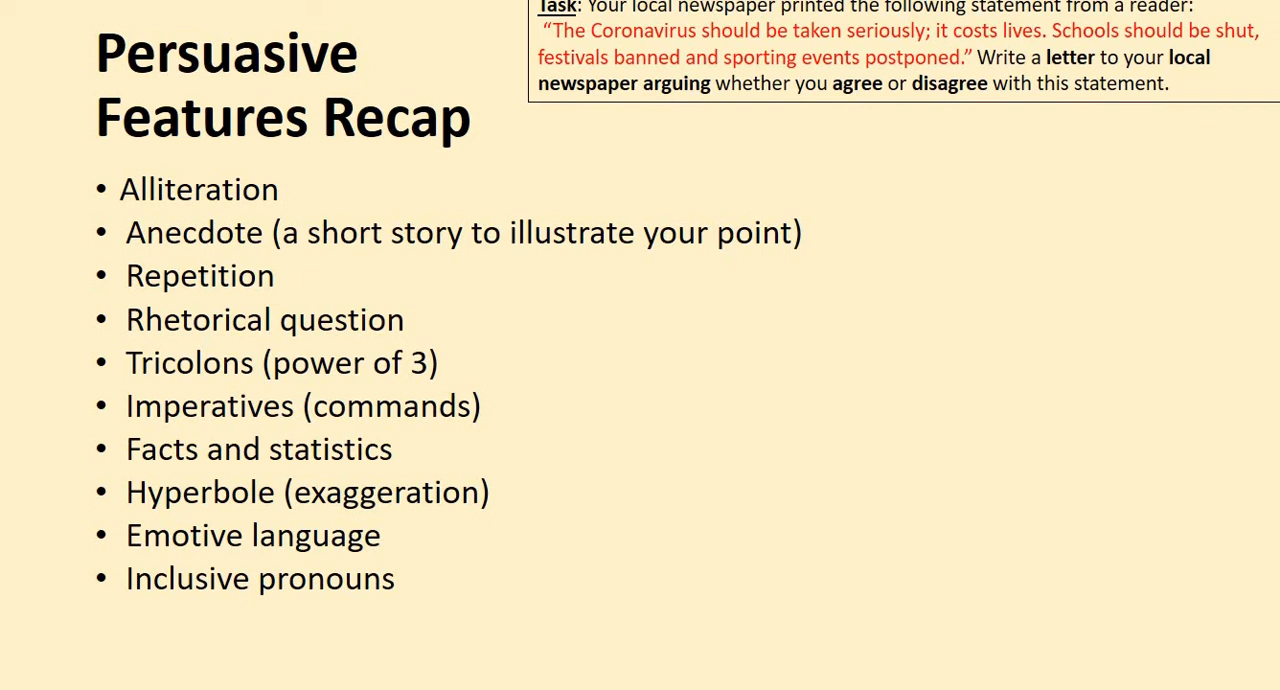 Persuasive
Features Recap
Task: Your local newspaper printed the following statement from a reader:
“The Coronavirus should be taken seriously; it costs lives. Schools should be shut,
festivals banned and sporting events postponed.” Write a letter to your local
newspaper arguing whether you agree or disagree with this statement.
• Alliteration
• Anecdote (a short story to illustrate your point)
• Repetition
• Rhetorical question
• Tricolons (power of 3)
• Imperatives (commands)
• Facts and statistics
• Hyperbole (exaggeration)
• Emotive language
• Inclusive pronouns